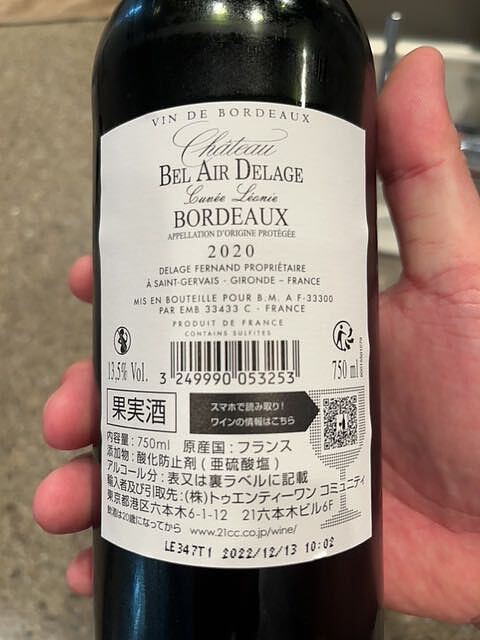 VIN DE BORDEAUX
Château
BEL AIR DELAGE
Cuvée Léonie
BORDEAUX
APPELLATION D'ORIGINE PROTÉGÉE
2020
DELAGE FERNAND PROPRIÉTAIRE
À SAINT-GERVAIS - GIRONDE – FRANCE
MIS EN BOUTEILLE POUR B.M. A F-33300
PAR EMB 33433 C - FRANCE
PRODUIT DE FRANCE
CONTAINS SULFITES
13,5% Vol.
3 249990 053253
750 ml
果実酒
スマホで読み取り!
ワインの情報はこちら
内容量:750ml 原産国:フランス
添加物:酸化防止剤(亜硫酸塩)
アルコール分:表又は裏ラベルに記載
輸入者及び引取先:(株)トゥエンティーワン コミュニティ
東京都港区六本木6-1-12 21六本木ビル6F
飲酒は20歳になってから www.21cc.co.jp/wine/
LE347T1 2022/12/13 10:02